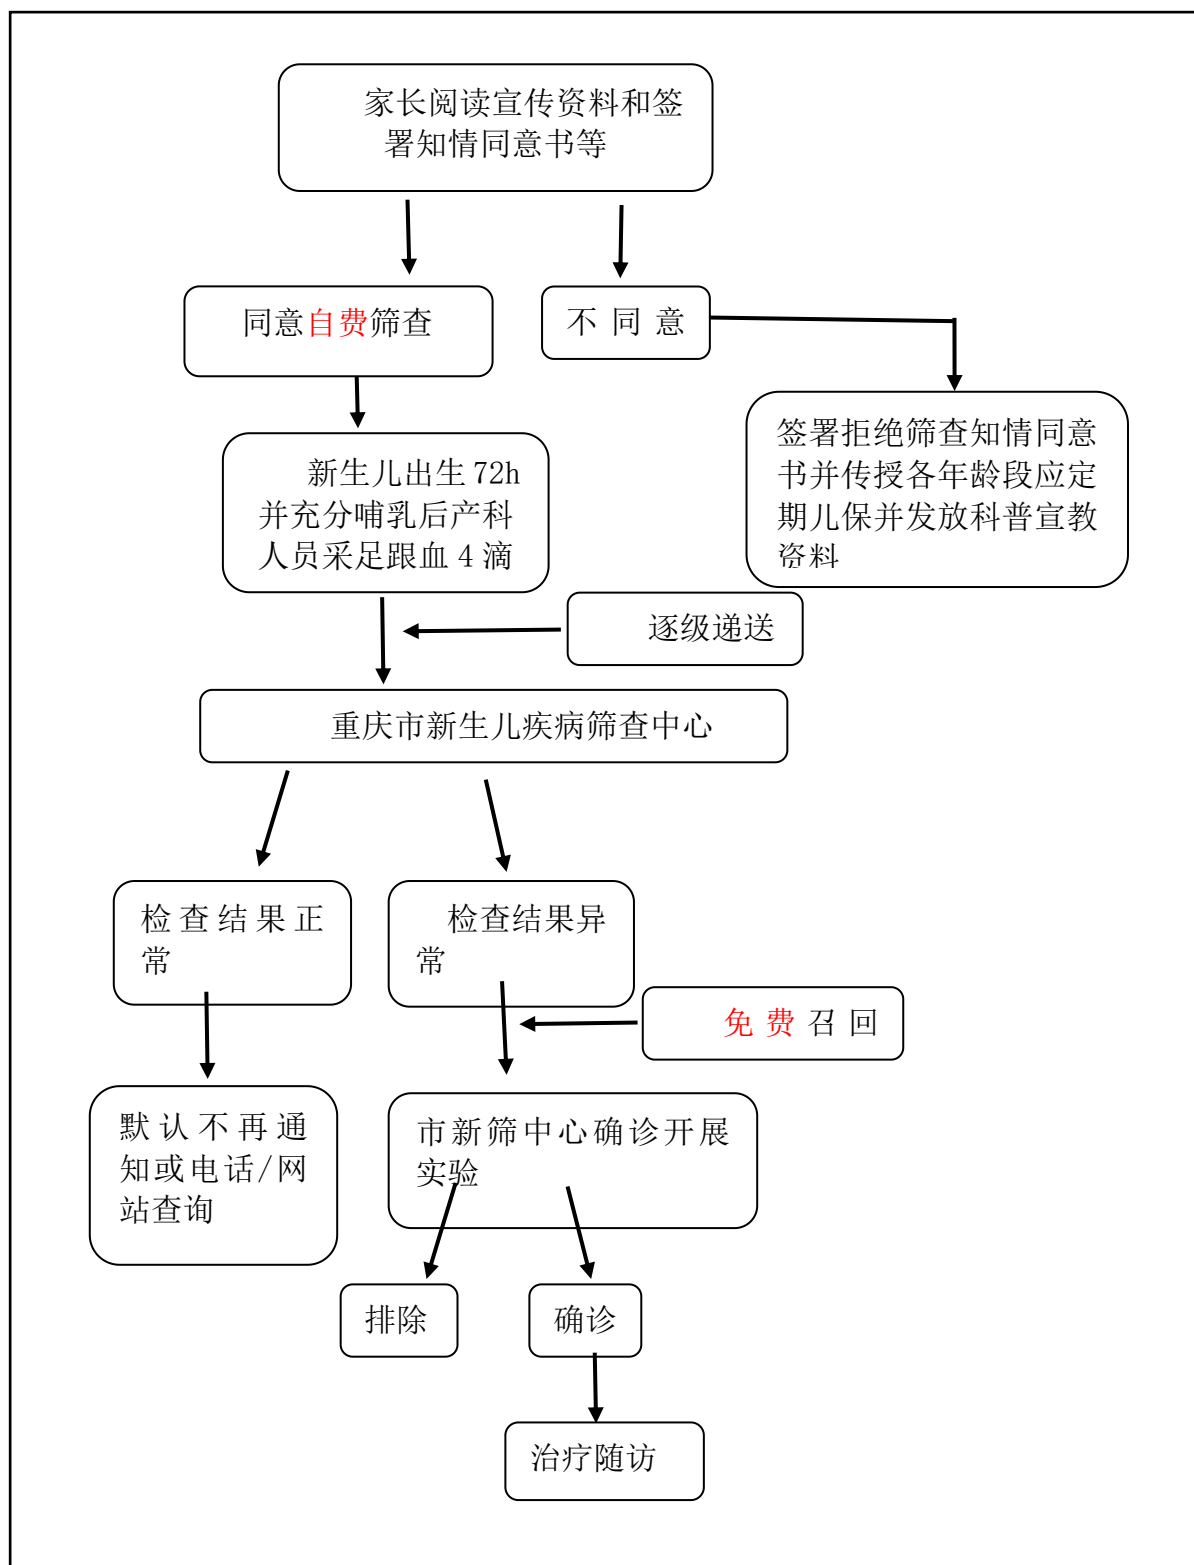 家长阅读宣传资料和签
署知情同意书等
同意自费筛查
不同意
签署拒绝筛查知情同意
书并传授各年龄段应定
期儿保并发放科普宣教
资料
新生儿出生 72h
并充分哺乳后产科
人员采足跟血 4 滴
逐级递送
重庆市新生儿疾病筛查中心
检查结果正
常
检查结果异
常
免费召回
默认不再通
知或电话/网
站查询
市新筛中心确诊开展
实验
排除
确诊
治疗随访